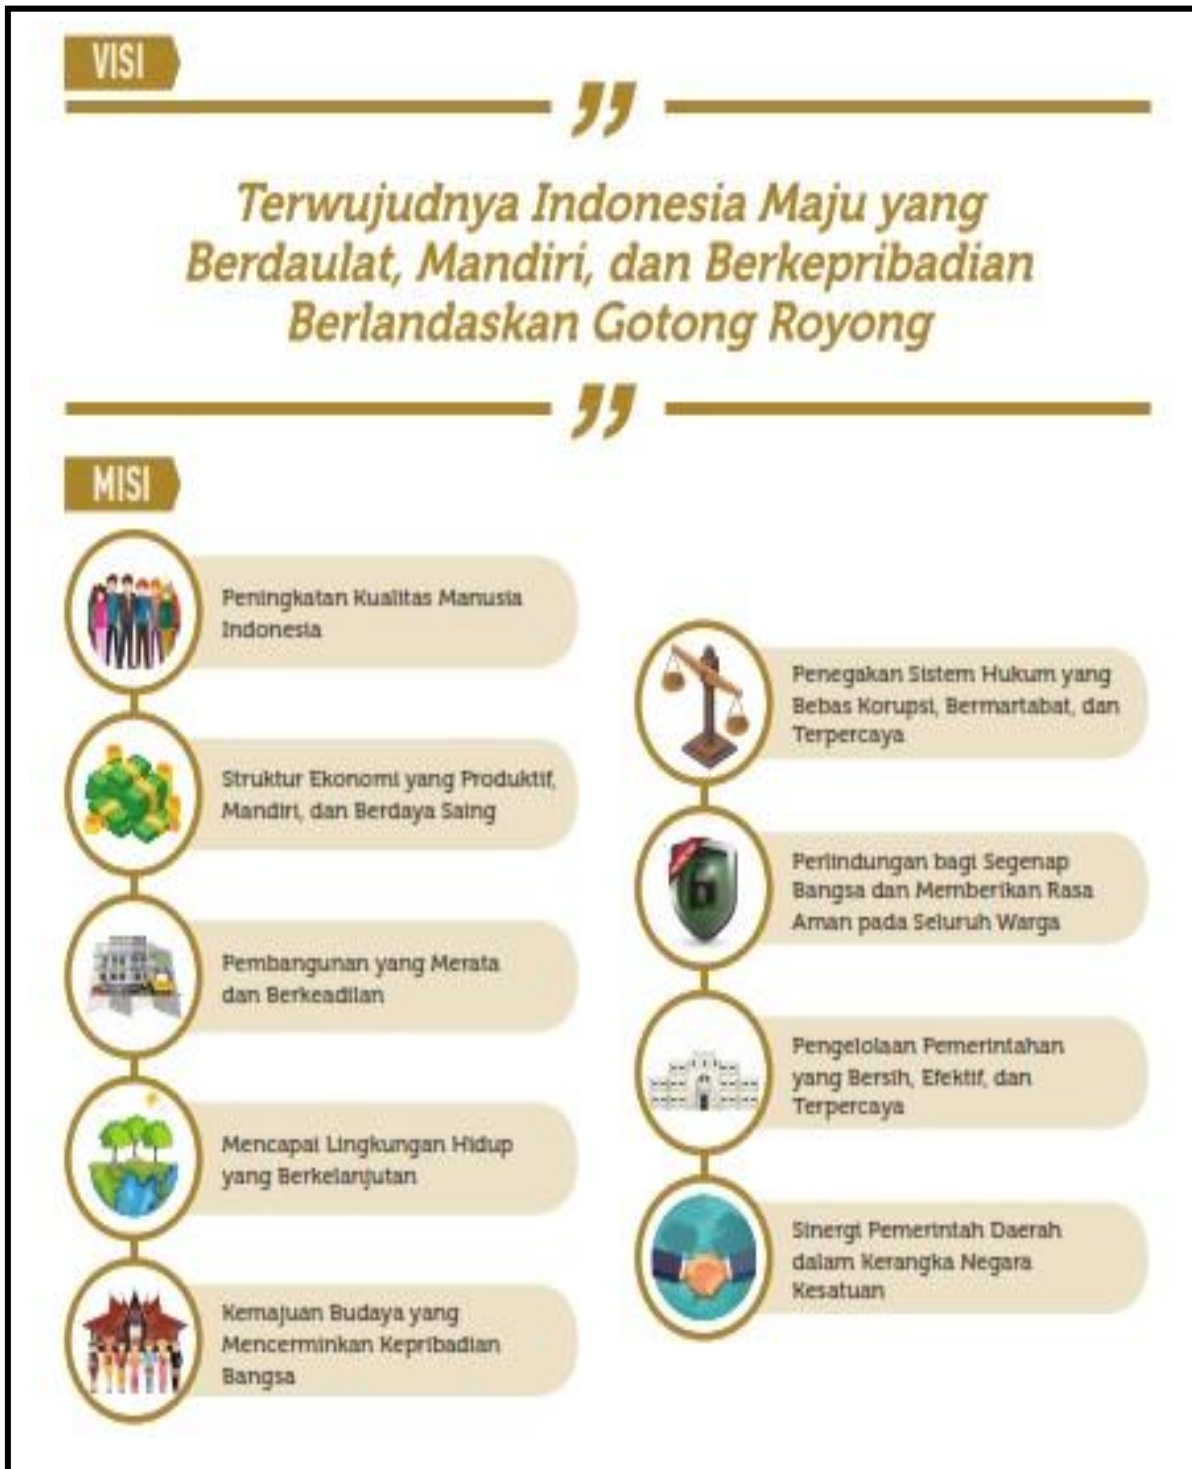 VISI
”
Terwujudnya Indonesia Maju yang
Berdaulat, Mandiri, dan Berkepribadian
Berlandaskan Gotong Royong
”
MISI
Peningkatan Kualitas Manusia
Indonesia
Struktur Ekonomi yang Produktif,
Mandiri, dan Berdaya Saing
Pembangunan yang Merata
dan Berkeadilan
Mencapai Lingkungan Hidup
yang Berkelanjutan
Kemajuan Budaya yang
Mencerminkan Kepribadian
Bangsa
Penegakan Sistem Hukum yang
Bebas Korupsi, Bermartabat, dan
Terpercaya
Perlindungan bagi Segenap
Bangsa dan Memberikan Rasa
Aman pada Seluruh Warga
Pengelolaan Pemerintahan
yang Bersih, Efektif, dan
Terpercaya
Sinergi Pemerintah Daerah
dalam Kerangka Negara
Kesatuan